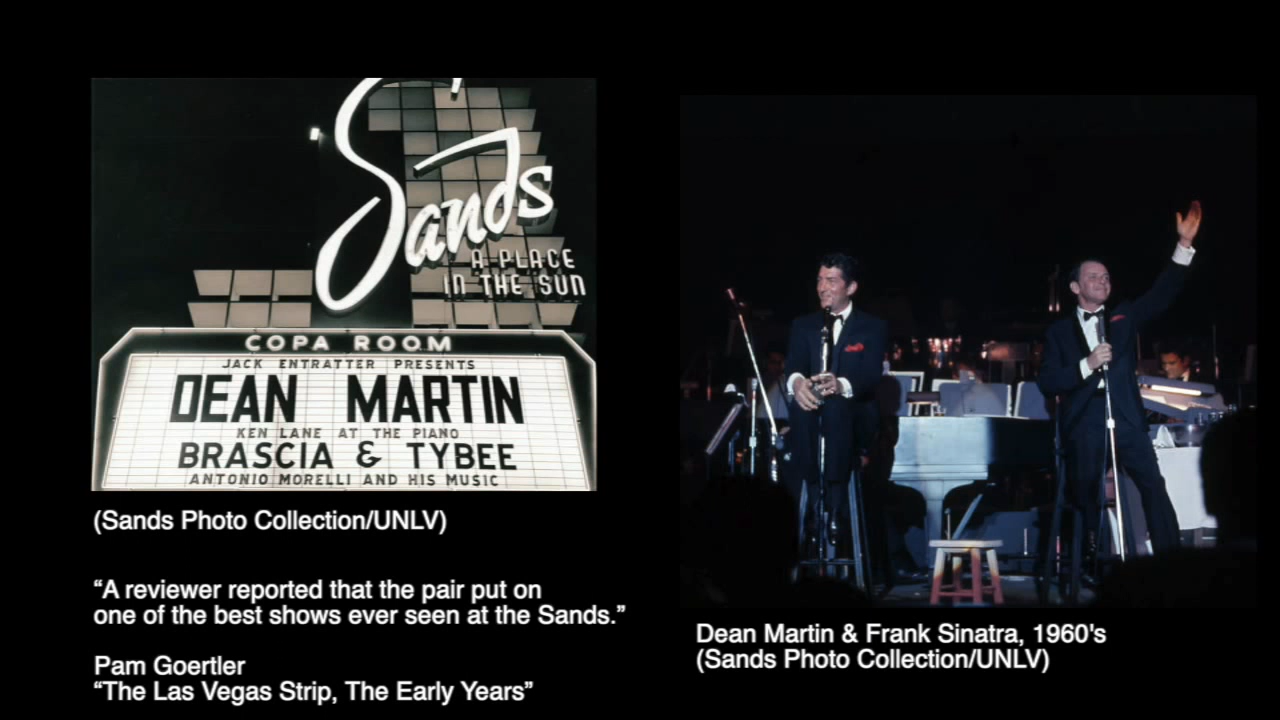 Sands
A PLACE
IN THE SUN
COPA ROOM
JACK ENTRATTER PRESENTS
DEAN MARTIN
KEN LANE AT THE PIANO
BRASCIA & TYBEE
ANTONIO MORELLI AND HIS MUSIC
(Sands Photo Collection/UNLV)
“A reviewer reported that the pair put on
one of the best shows ever seen at the Sands.”
Pam Goertler
“The Las Vegas Strip, The Early Years”
Dean Martin & Frank Sinatra, 1960's
(Sands Photo Collection/UNLV)